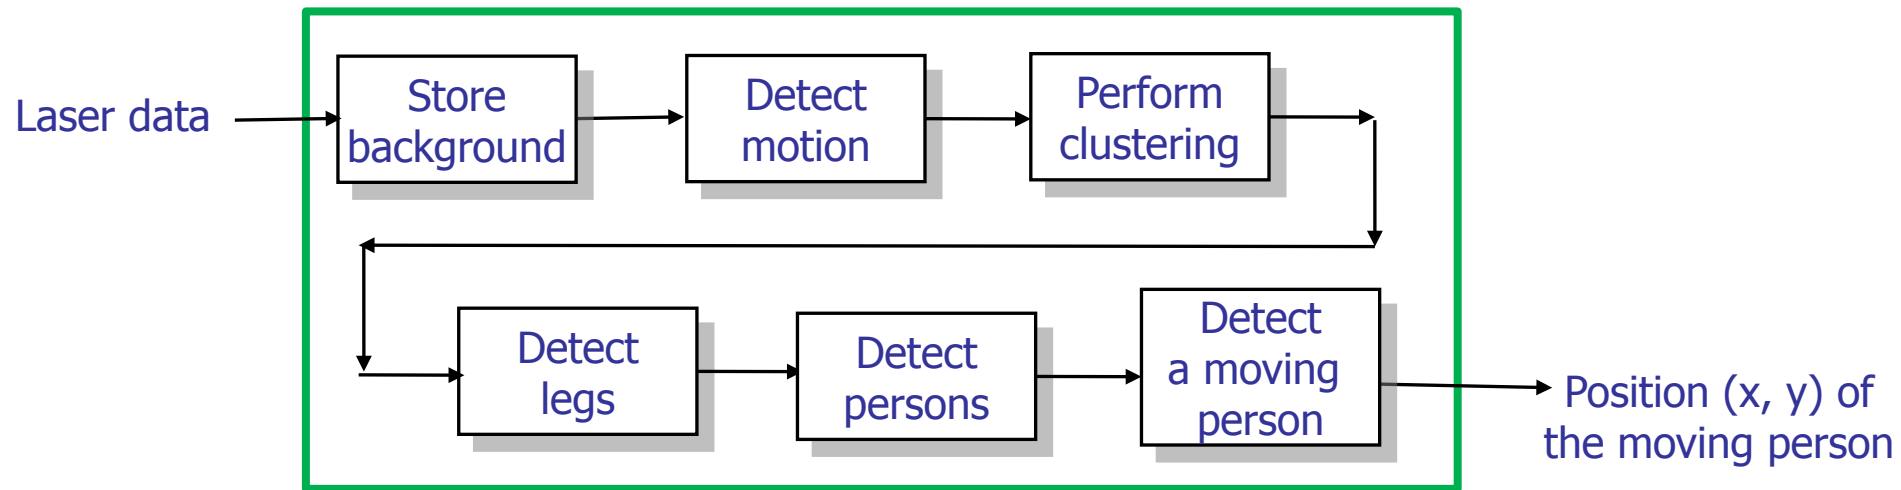 Laser data
Store
background
Detect
motion
Perform
clustering
Detect
legs
Detect
persons
Detect
a moving
person
Position (x, y) of
the moving person